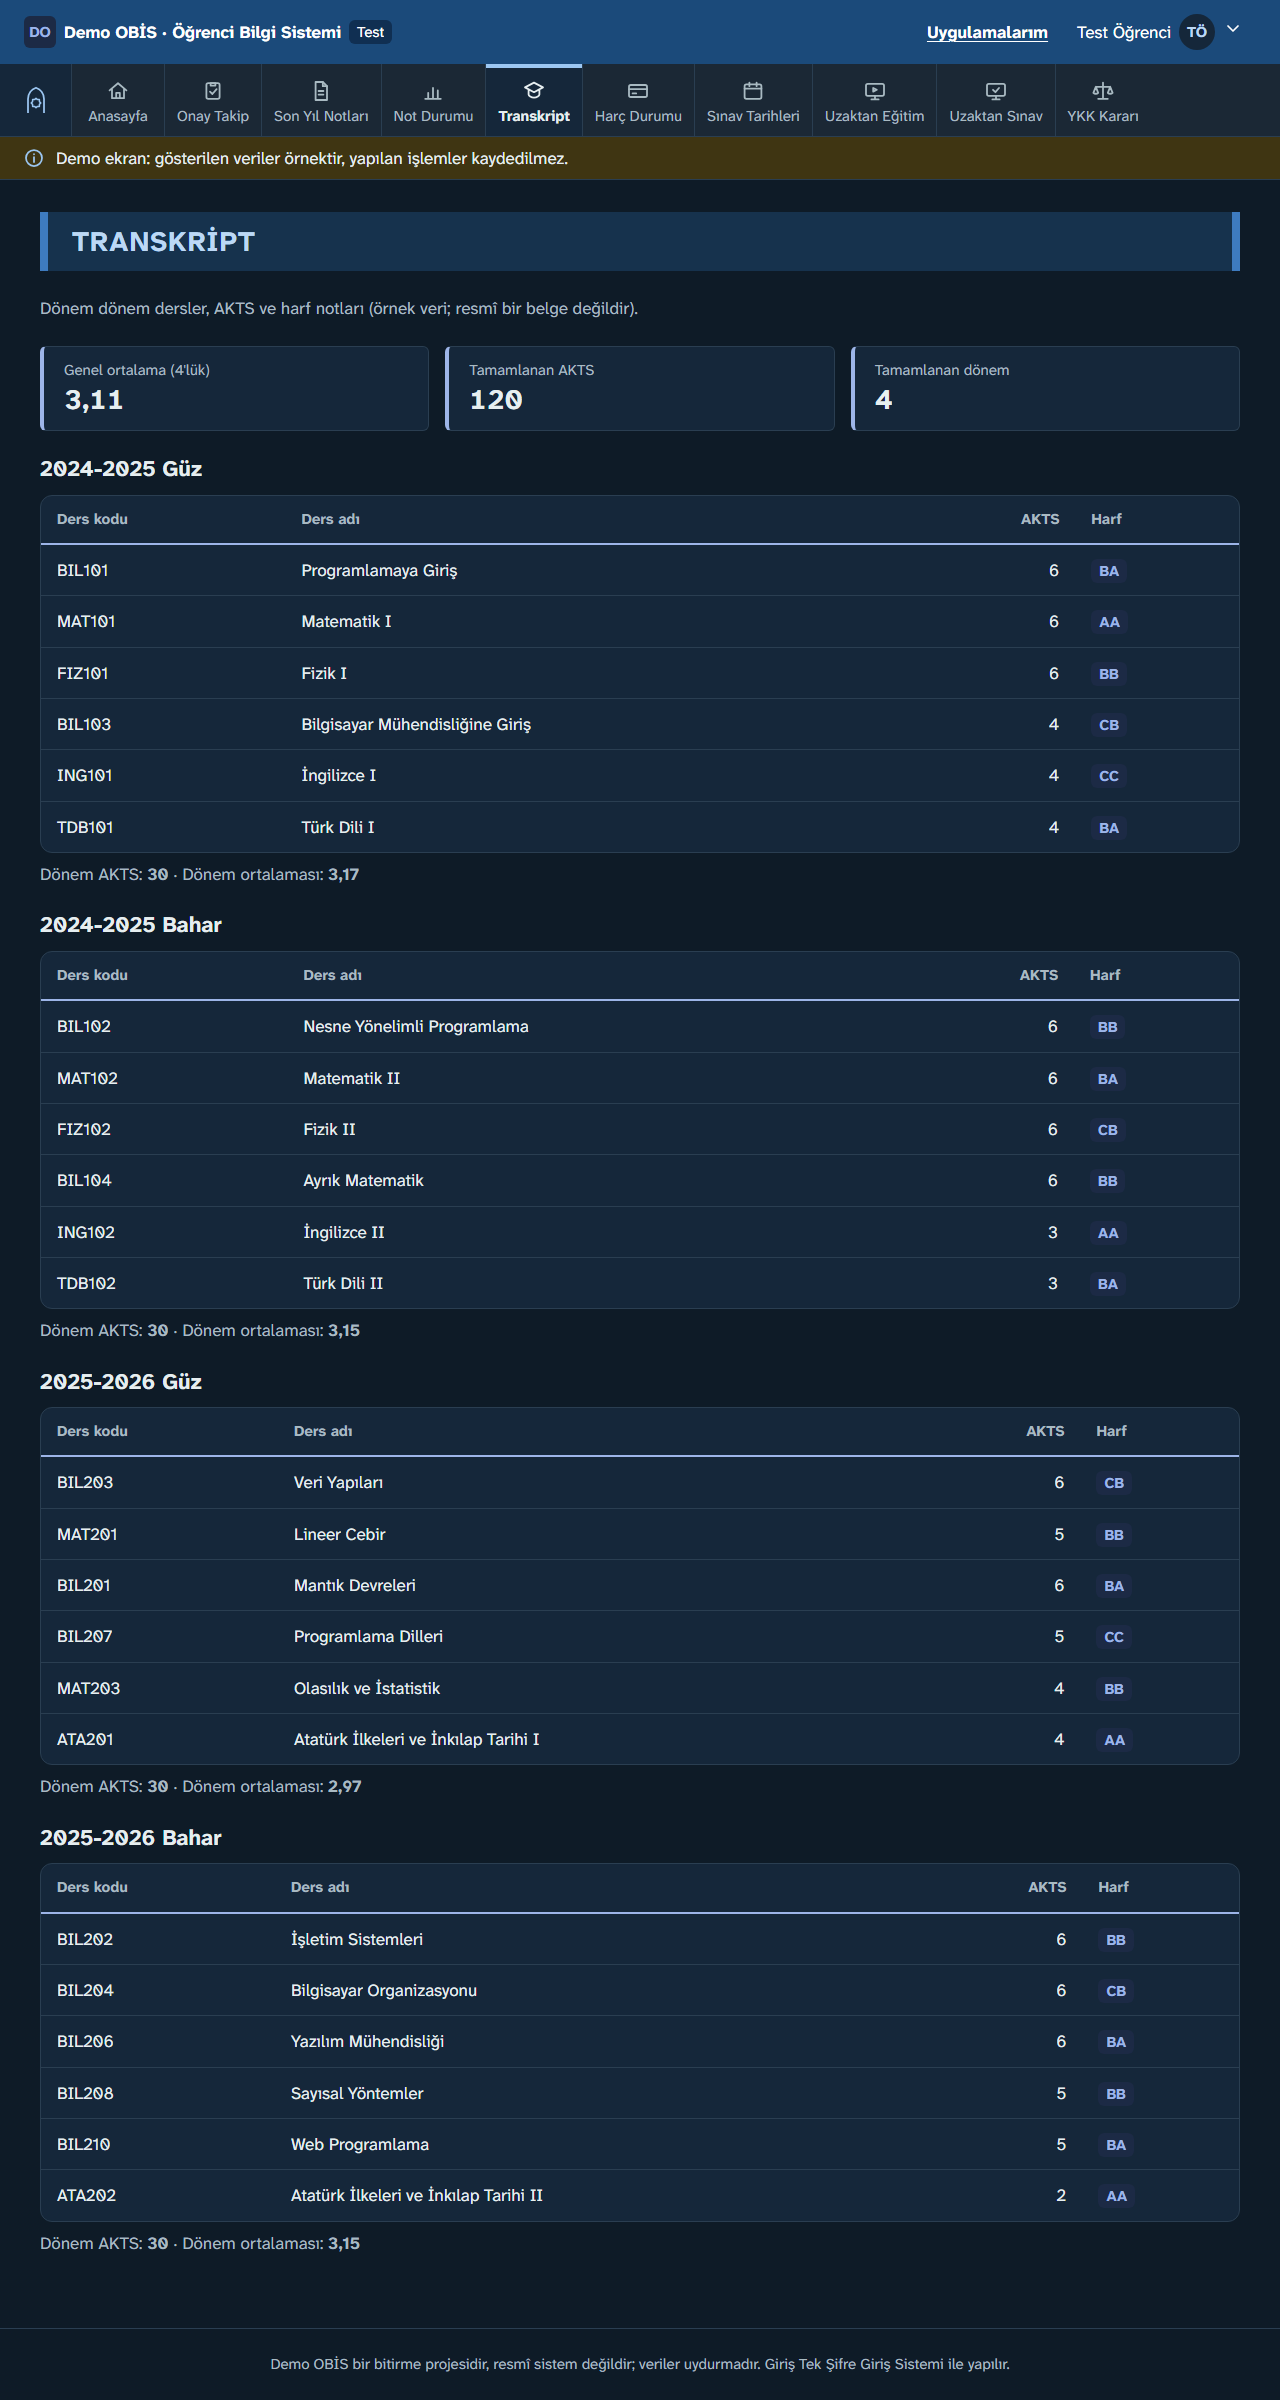 DO Demo OBİS · Öğrenci Bilgi Sistemi Test Uygulamalarım Test Öğrenci TÖ
Anasayfa Onay Takip Son Yıl Notları Not Durumu Transkript Harç Durumu Sınav Tarihleri Uzaktan Eğitim Uzaktan Sınav YKK Kararı
Demo ekran: gösterilen veriler örnektir, yapılan işlemler kaydedilmez.
TRANSKRİPT
Dönem dönem dersler, AKTS ve harf notları (örnek veri; resmî bir belge değildir).
Genel ortalama (4'lük) Tamamlanan AKTS Tamamlanan dönem
3,11 120 4
2024-2025 Güz
Ders kodu Ders adı AKTS Harf
BIL101 Programlamaya Giriş 6 BA
MAT101 Matematik I 6 AA
FIZ101 Fizik I 6 BB
BIL103 Bilgisayar Mühendisliğine Giriş 4 CB
ING101 İngilizce I 4 CC
TDB101 Türk Dili I 4 BA
Dönem AKTS: 30 · Dönem ortalaması: 3,17
2024-2025 Bahar
Ders kodu Ders adı AKTS Harf
BIL102 Nesne Yönelimli Programlama 6 BB
MAT102 Matematik II 6 BA
FIZ102 Fizik II 6 CB
BIL104 Ayrık Matematik 6 BB
ING102 İngilizce II 3 AA
TDB102 Türk Dili II 3 BA
Dönem AKTS: 30 · Dönem ortalaması: 3,15
2025-2026 Güz
Ders kodu Ders adı AKTS Harf
BIL203 Veri Yapıları 6 CB
MAT201 Lineer Cebir 5 BB
BIL201 Mantık Devreleri 6 BA
BIL207 Programlama Dilleri 5 CC
MAT203 Olasılık ve İstatistik 4 BB
ATA201 Atatürk İlkeleri ve İnkılap Tarihi I 4 AA
Dönem AKTS: 30 · Dönem ortalaması: 2,97
2025-2026 Bahar
Ders kodu Ders adı AKTS Harf
BIL202 İşletim Sistemleri 6 BB
BIL204 Bilgisayar Organizasyonu 6 CB
BIL206 Yazılım Mühendisliği 6 BA
BIL208 Sayısal Yöntemler 5 BB
BIL210 Web Programlama 5 BA
ATA202 Atatürk İlkeleri ve İnkılap Tarihi II 2 AA
Dönem AKTS: 30 · Dönem ortalaması: 3,15
Demo OBİS bir bitirme projesidir, resmî sistem değildir; veriler uydurmadır. Giriş Tek Şifre Giriş Sistemi ile yapılır.